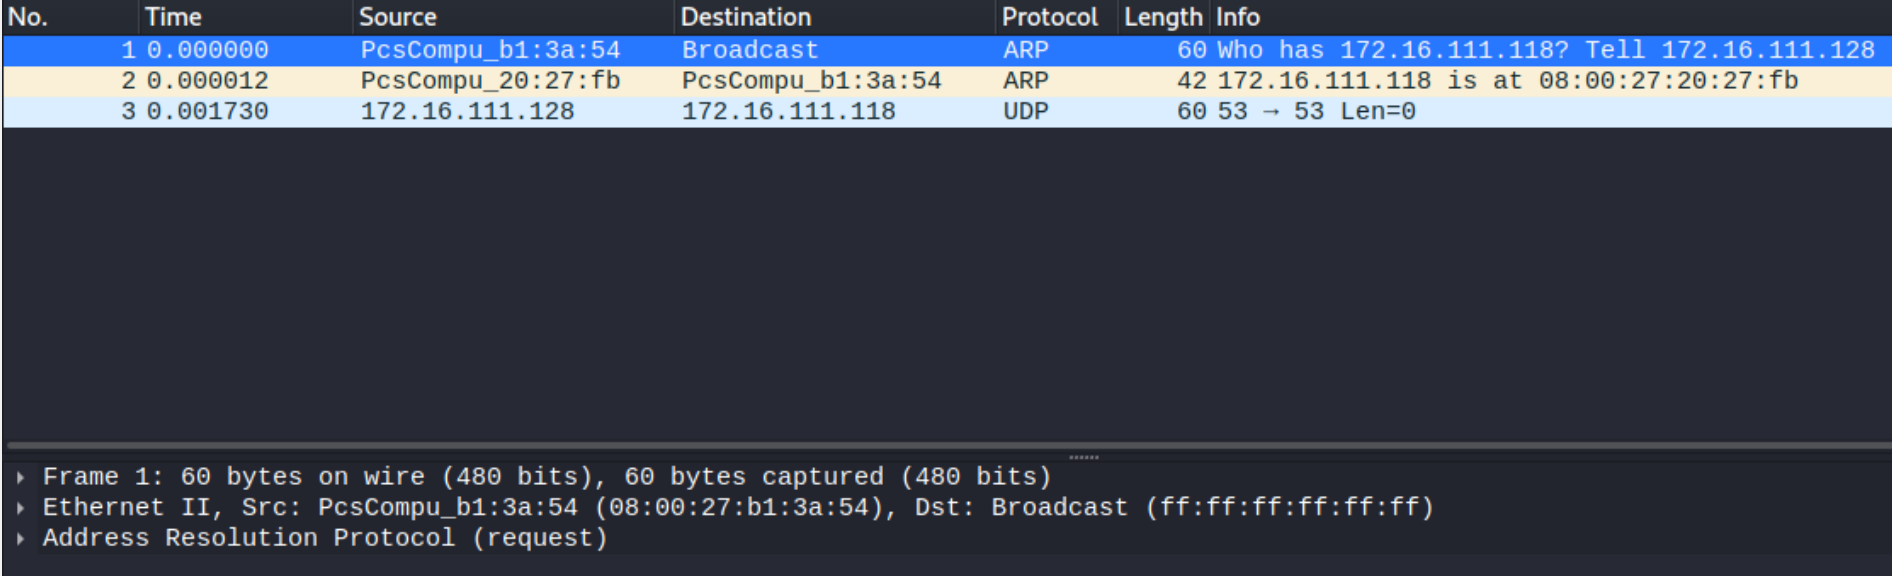 No. Time Source Destination Protocol Length Info
1 0.000000 PcsCompu_b1:3a:54 Broadcast ARP 60 Who has 172.16.111.118? Tell 172.16.111.128
2 0.000012 PcsCompu_20:27:fb PcsCompu_b1:3a:54 ARP 42 172.16.111.118 is at 08:00:27:20:27:fb
3 0.001730 172.16.111.128 172.16.111.118 UDP 60 53 → 53 Len=0
Frame 1: 60 bytes on wire (480 bits), 60 bytes captured (480 bits)
Ethernet II, Src: PcsCompu_b1:3a:54 (08:00:27:b1:3a:54), Dst: Broadcast (ff:ff:ff:ff:ff:ff)
Address Resolution Protocol (request)